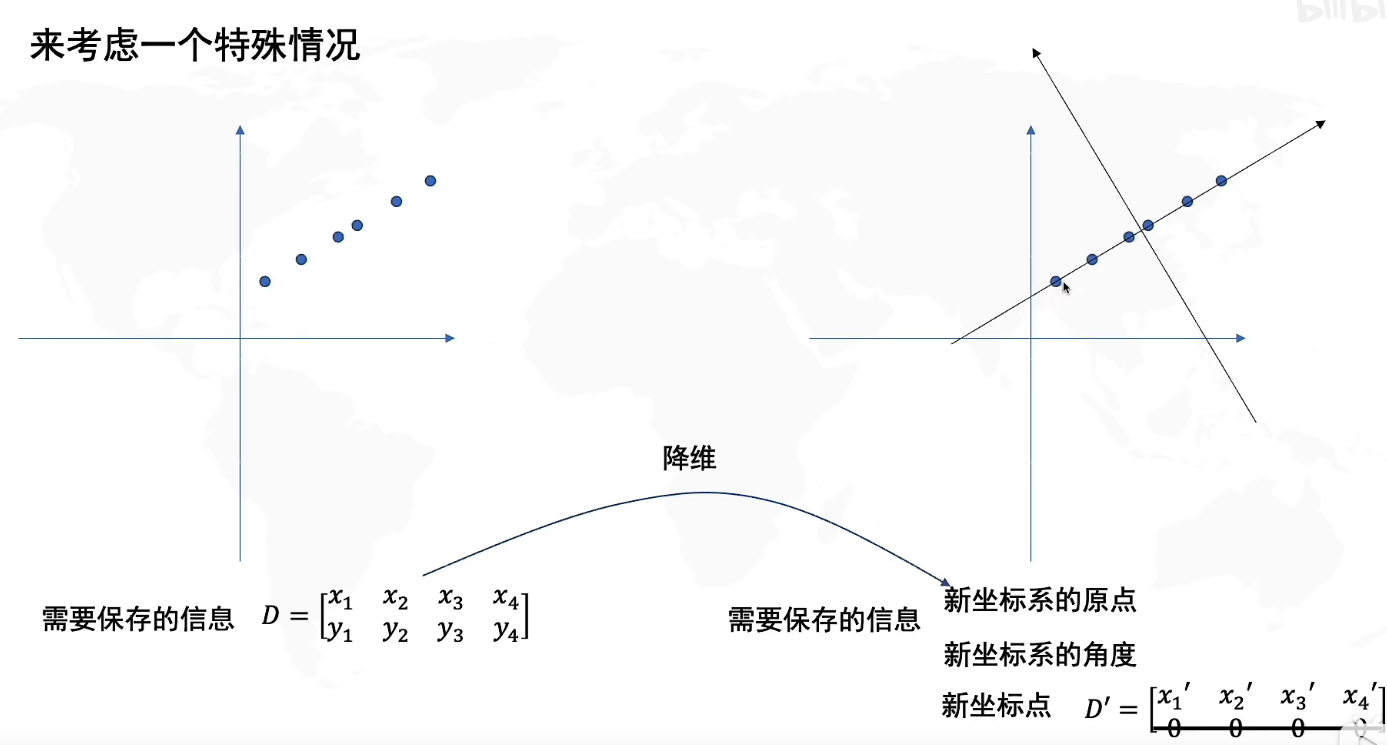 来考虑一个特殊情况
降维
需要保存的信息 D = [x₁ x₂ x₃ x₄
y₁ y₂ y₃ y₄]
需要保存的信息
新坐标系的原点
新坐标系的角度
新坐标点 D′ = [x₁′ x₂′ x₃′ x₄′
0 0 0 0]